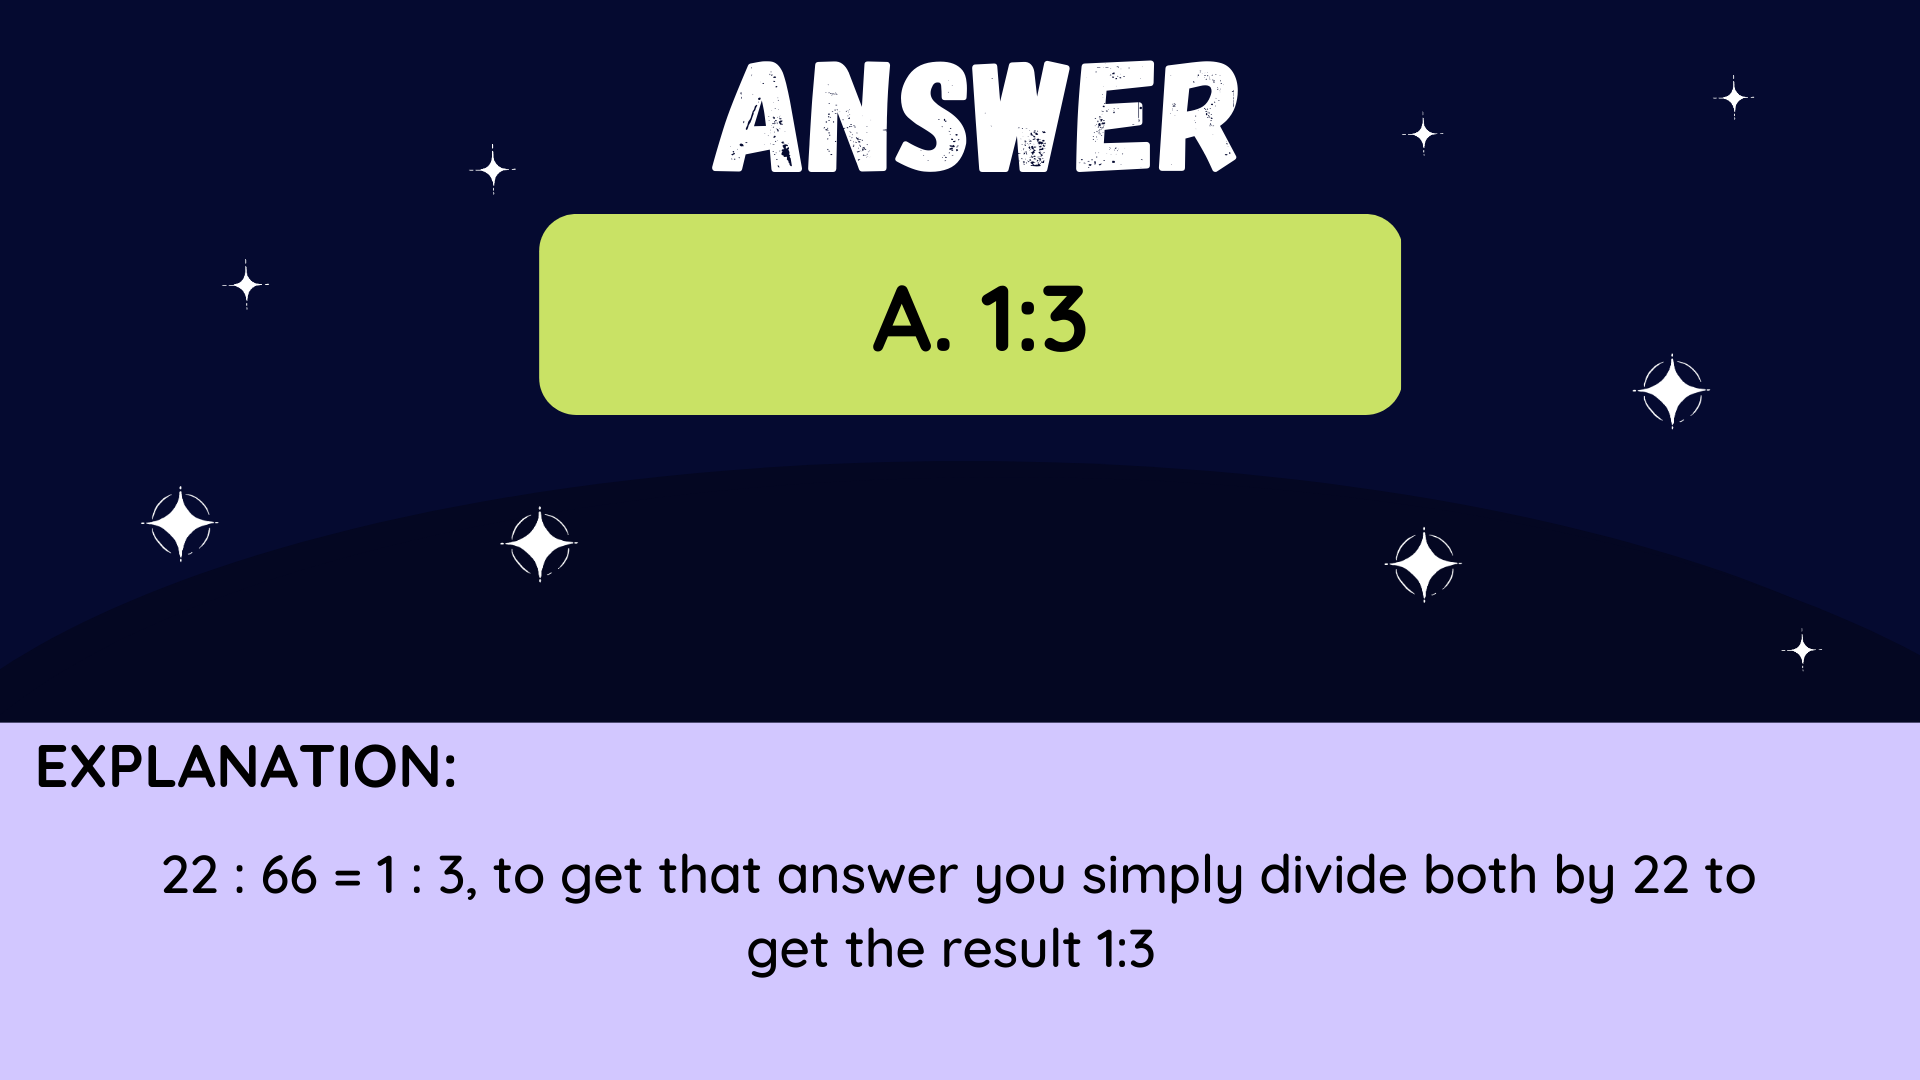 ANSWER
A. 1:3
EXPLANATION:
22 : 66 = 1 : 3, to get that answer you simply divide both by 22 to
get the result 1:3